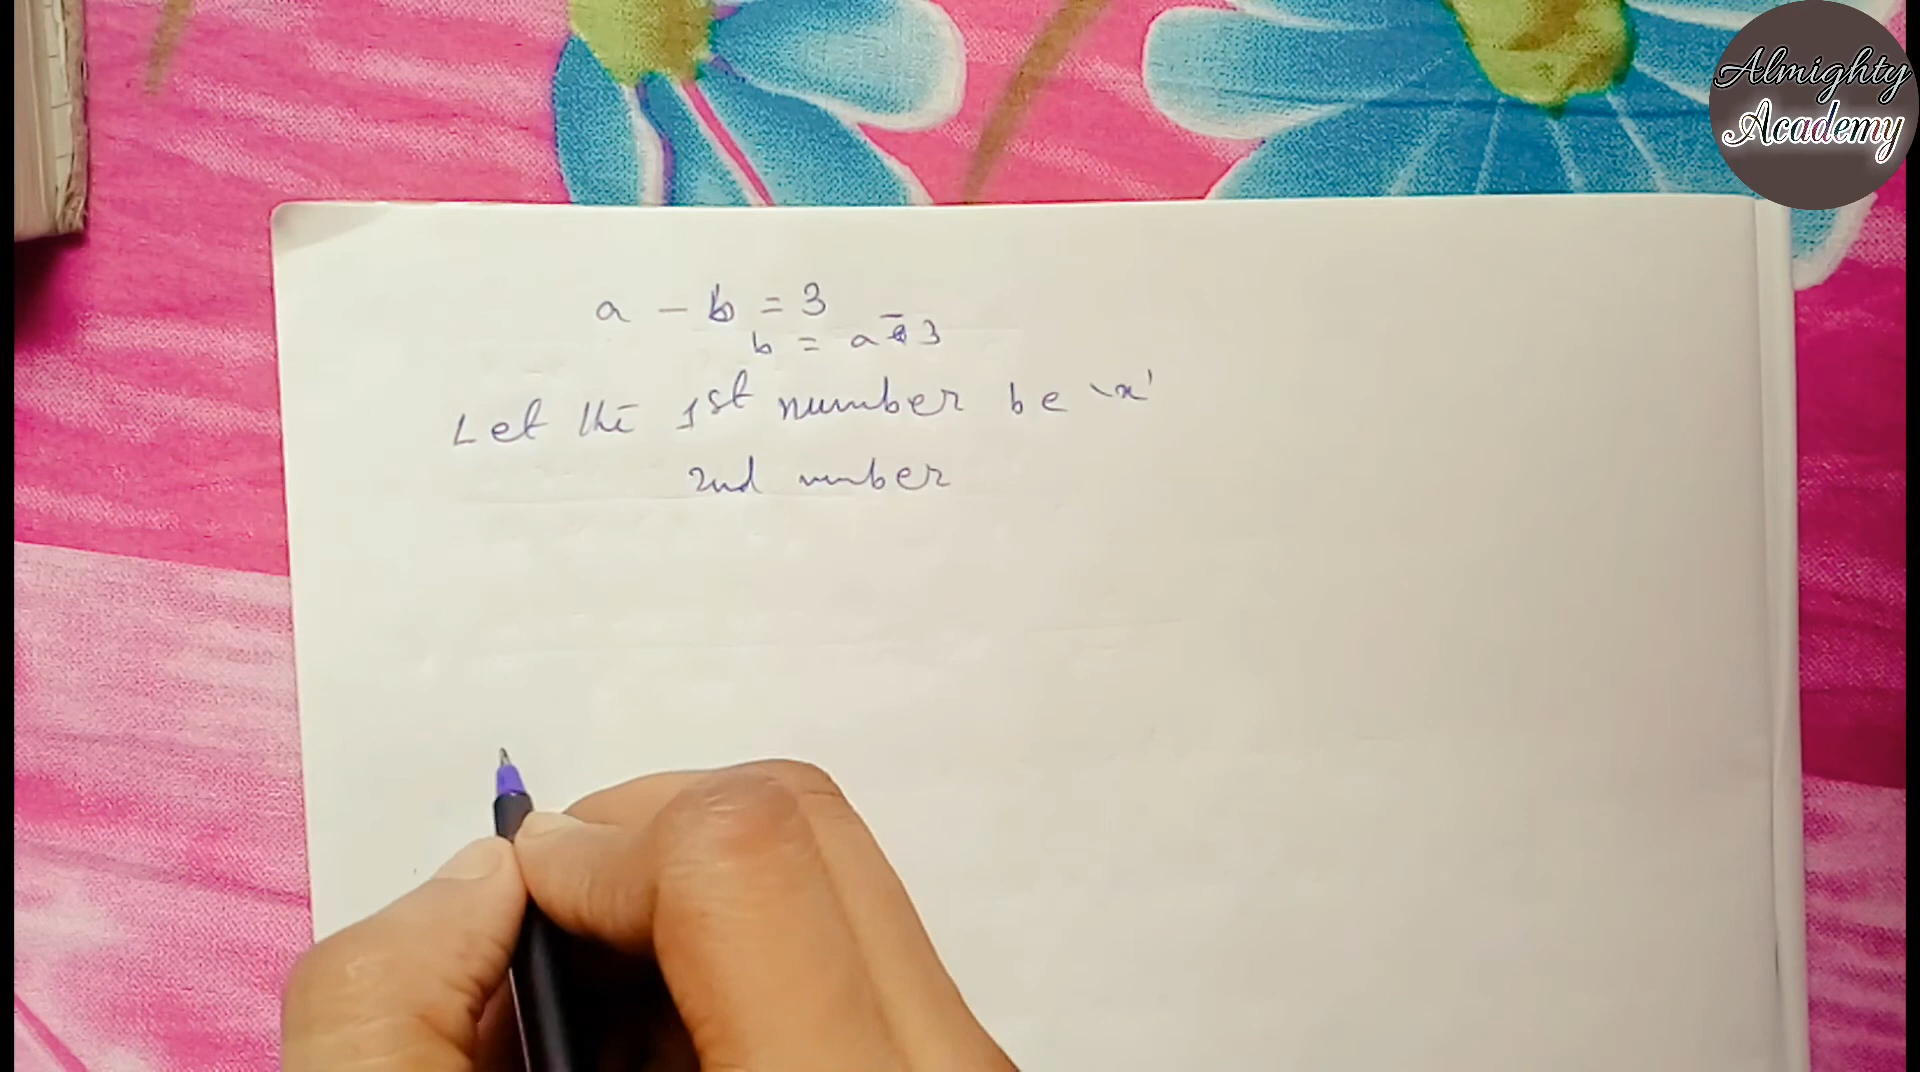 Almighty
Academy
a - b = 3
b = a - 3
Let the 1st number be 'x'
2nd number